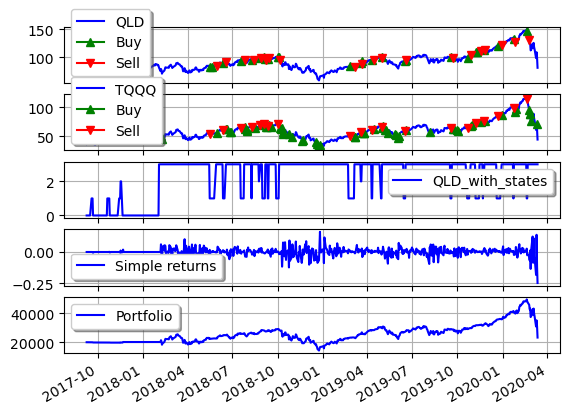 150
100
QLD
Buy
Sell
100
50
TQQQ
Buy
Sell
2
0
QLD_with_states
0.00
−0.25
Simple returns
40000
20000
Portfolio
2017-10
2018-01
2018-04
2018-07
2018-10
2019-01
2019-04
2019-07
2019-10
2020-01
2020-04